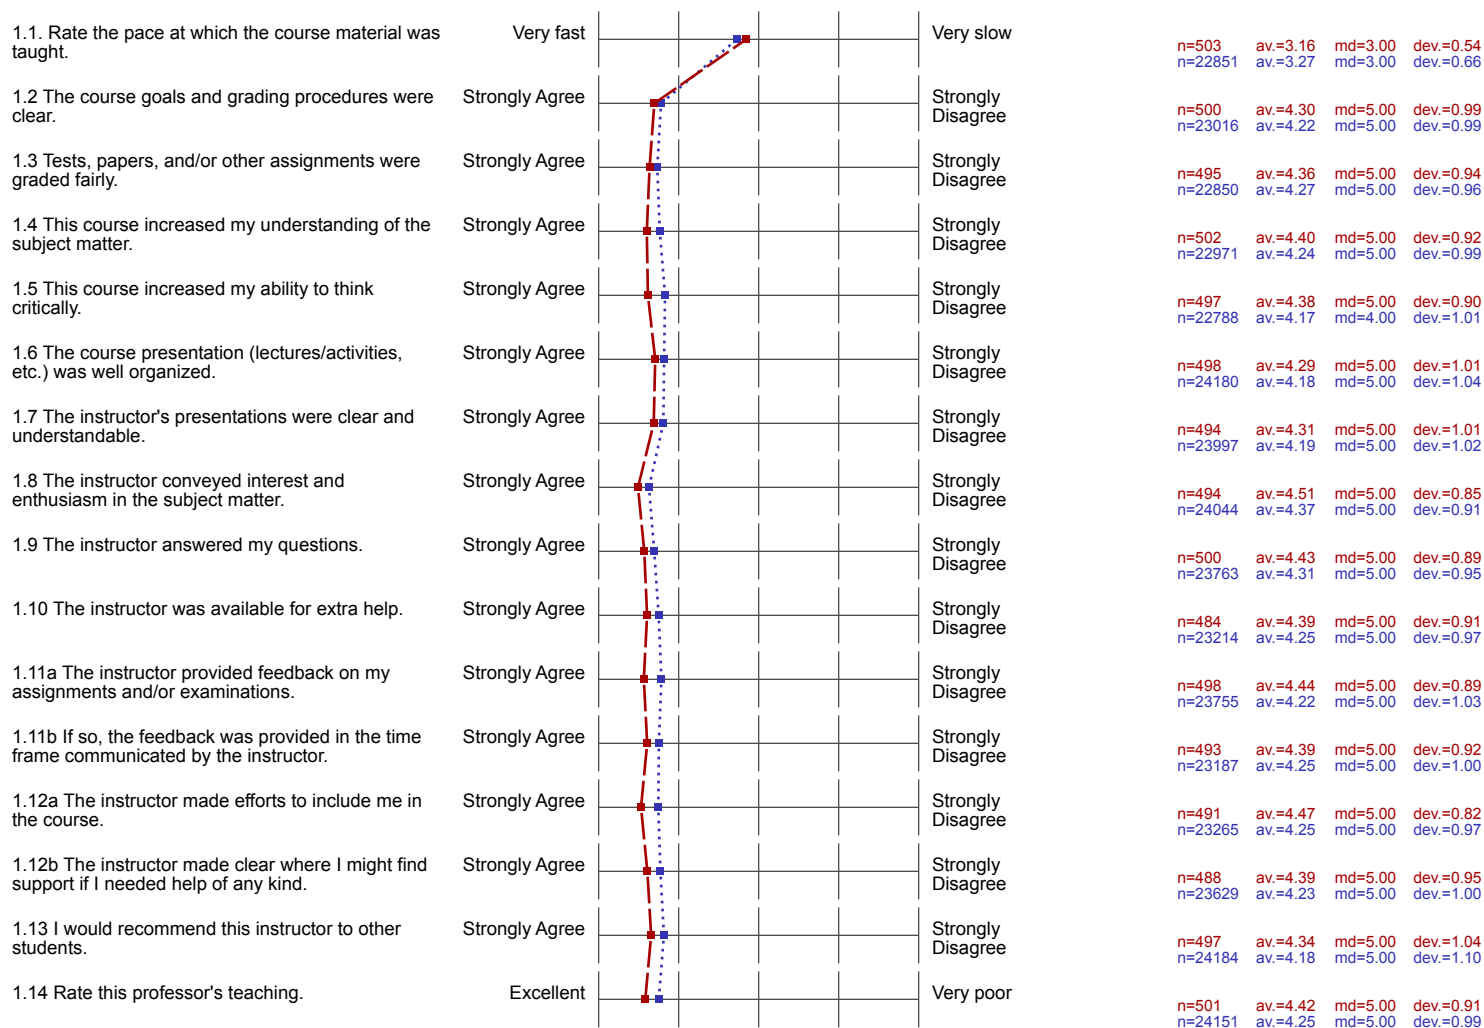 1.1. Rate the pace at which the course material was
taught.
Very fast
Very slow
n=503 av.=3.16 md=3.00 dev.=0.54
n=22851 av.=3.27 md=3.00 dev.=0.66
1.2 The course goals and grading procedures were
clear.
Strongly Agree
Strongly
Disagree
n=500 av.=4.30 md=5.00 dev.=0.99
n=23016 av.=4.22 md=5.00 dev.=0.99
1.3 Tests, papers, and/or other assignments were
graded fairly.
Strongly Agree
Strongly
Disagree
n=495 av.=4.36 md=5.00 dev.=0.94
n=22850 av.=4.27 md=5.00 dev.=0.96
1.4 This course increased my understanding of the
subject matter.
Strongly Agree
Strongly
Disagree
n=502 av.=4.40 md=5.00 dev.=0.92
n=22971 av.=4.24 md=5.00 dev.=0.99
1.5 This course increased my ability to think
critically.
Strongly Agree
Strongly
Disagree
n=497 av.=4.38 md=5.00 dev.=0.90
n=22788 av.=4.17 md=4.00 dev.=1.01
1.6 The course presentation (lectures/activities,
etc.) was well organized.
Strongly Agree
Strongly
Disagree
n=498 av.=4.29 md=5.00 dev.=1.01
n=24180 av.=4.18 md=5.00 dev.=1.04
1.7 The instructor's presentations were clear and
understandable.
Strongly Agree
Strongly
Disagree
n=494 av.=4.31 md=5.00 dev.=1.01
n=23997 av.=4.19 md=5.00 dev.=1.02
1.8 The instructor conveyed interest and
enthusiasm in the subject matter.
Strongly Agree
Strongly
Disagree
n=494 av.=4.51 md=5.00 dev.=0.85
n=24044 av.=4.37 md=5.00 dev.=0.91
1.9 The instructor answered my questions.
Strongly Agree
Strongly
Disagree
n=500 av.=4.43 md=5.00 dev.=0.89
n=23763 av.=4.31 md=5.00 dev.=0.95
1.10 The instructor was available for extra help.
Strongly Agree
Strongly
Disagree
n=484 av.=4.39 md=5.00 dev.=0.91
n=23214 av.=4.25 md=5.00 dev.=0.97
1.11a The instructor provided feedback on my
assignments and/or examinations.
Strongly Agree
Strongly
Disagree
n=498 av.=4.44 md=5.00 dev.=0.89
n=23755 av.=4.22 md=5.00 dev.=1.03
1.11b If so, the feedback was provided in the time
frame communicated by the instructor.
Strongly Agree
Strongly
Disagree
n=493 av.=4.39 md=5.00 dev.=0.92
n=23187 av.=4.25 md=5.00 dev.=1.00
1.12a The instructor made efforts to include me in
the course.
Strongly Agree
Strongly
Disagree
n=491 av.=4.47 md=5.00 dev.=0.82
n=23265 av.=4.25 md=5.00 dev.=0.97
1.12b The instructor made clear where I might find
support if I needed help of any kind.
Strongly Agree
Strongly
Disagree
n=488 av.=4.39 md=5.00 dev.=0.95
n=23629 av.=4.23 md=5.00 dev.=1.00
1.13 I would recommend this instructor to other
students.
Strongly Agree
Strongly
Disagree
n=497 av.=4.34 md=5.00 dev.=1.04
n=24184 av.=4.18 md=5.00 dev.=1.10
1.14 Rate this professor's teaching.
Excellent
Very poor
n=501 av.=4.42 md=5.00 dev.=0.91
n=24151 av.=4.25 md=5.00 dev.=0.99